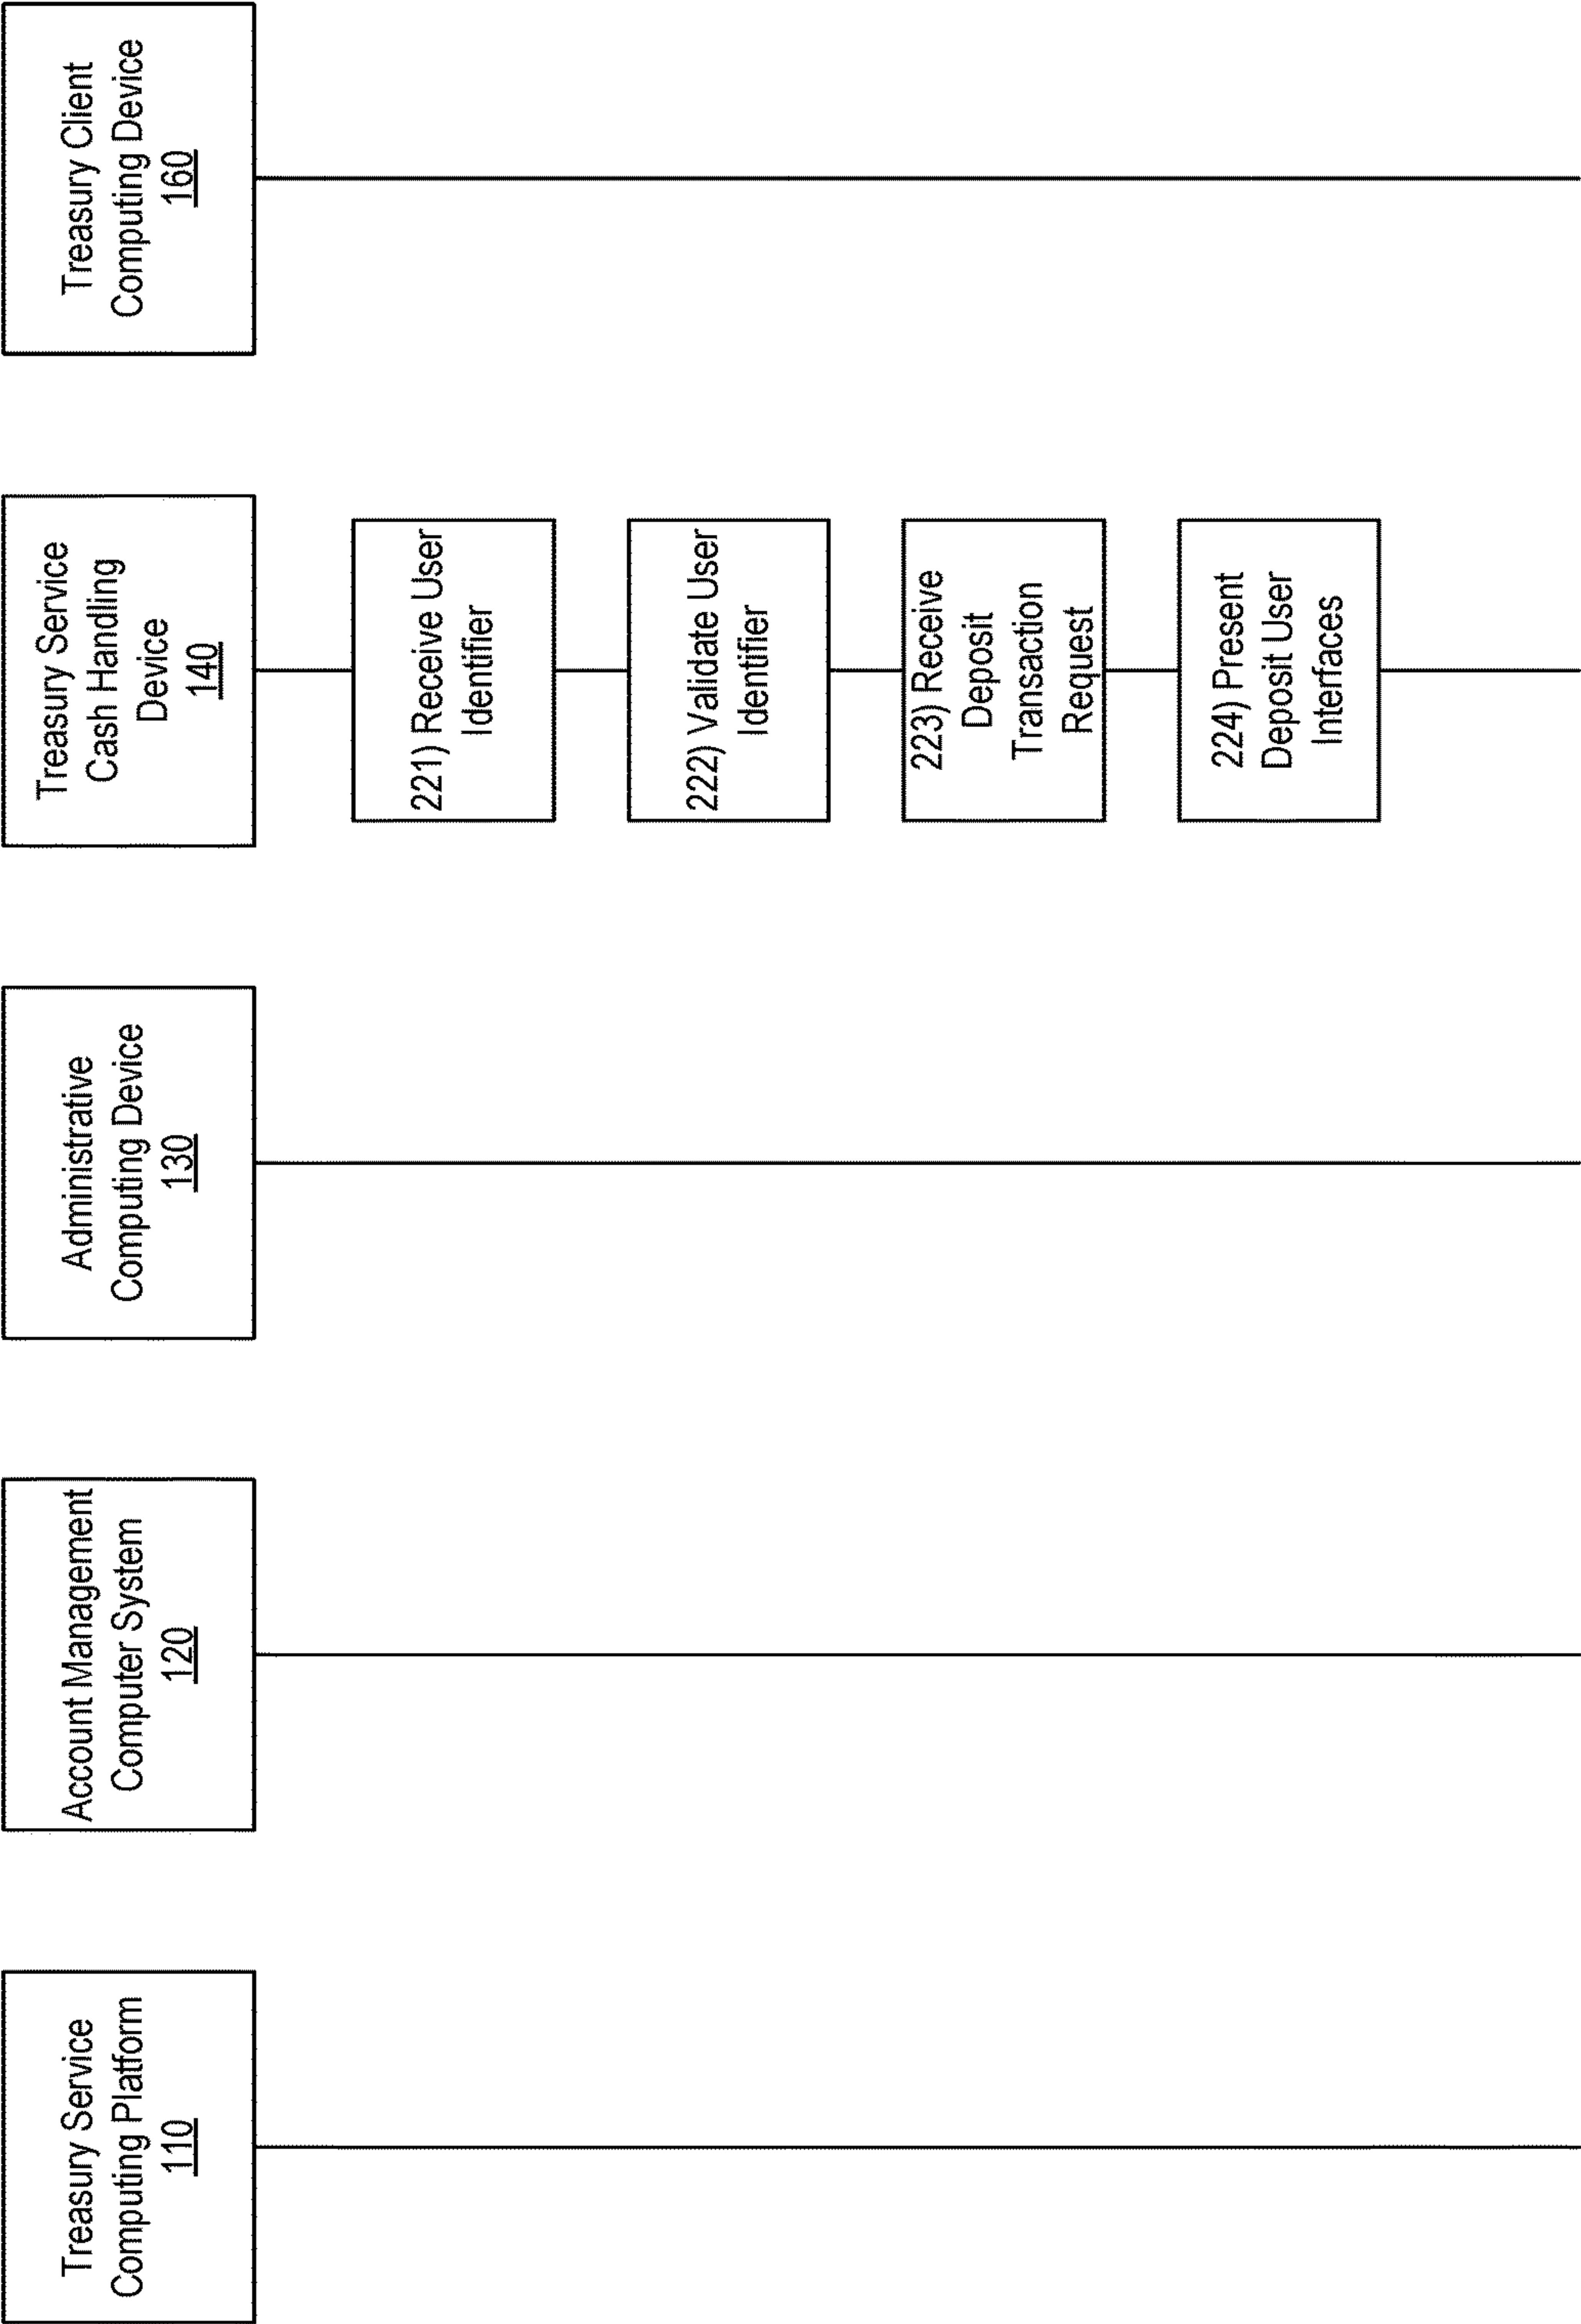 Treasury Service
Computing Platform
110
Account Management
Computer System
120
Administrative
Computing Device
130
Treasury Service
Cash Handling
Device
140
Treasury Client
Computing Device
160
221) Receive User
Identifier
222) Validate User
Identifier
223) Receive
Deposit
Transaction
Request
224) Present
Deposit User
Interfaces